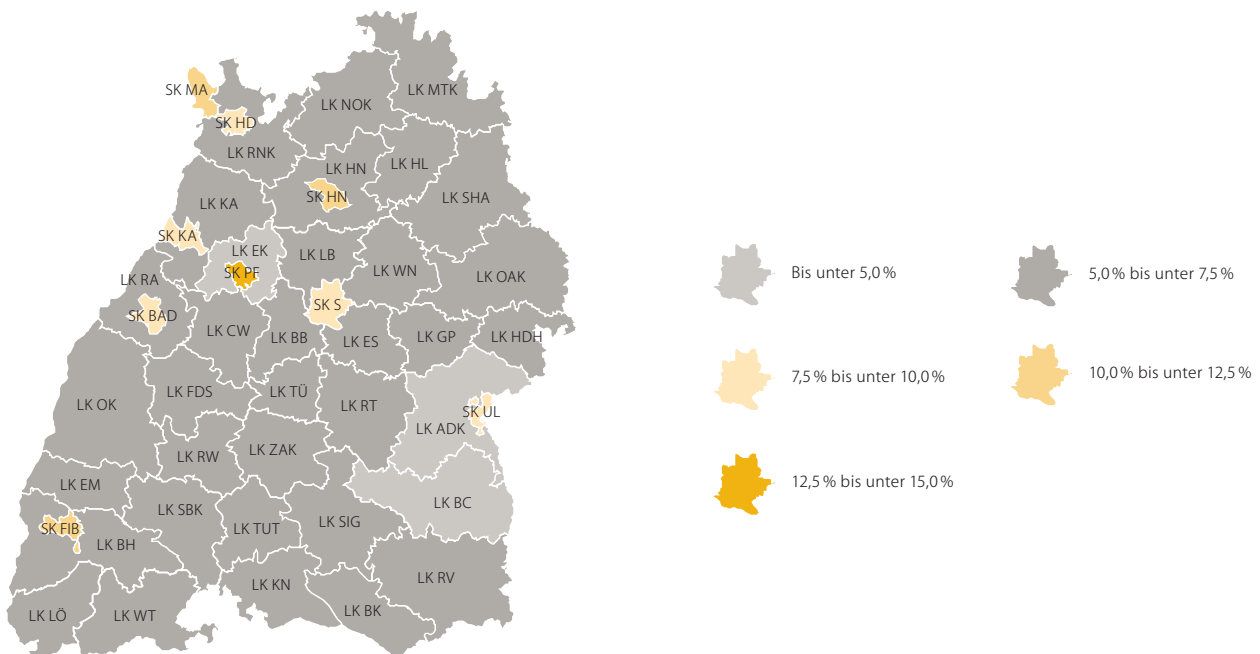 SK MA
LK MTK
LK NOK
SK HD
LK RNK
LK HN
LK HL
SK HN
LK SHA
LK KA
SK KA
LK EK
LK LB
LK WN
SK PF
LK OAK
LK RA
SK S
SK BAD
LK CW
LK BB
LK ES
LK GP
LK HDH
LK FDS
LK TÜ
LK RT
LK OK
SK UL
LK ADK
LK RW
LK ZAK
LK EM
LK BC
LK SBK
LK TUT
LK SIG
SK FIB
LK BH
LK KN
LK RV
LK LÖ
LK WT
LK BK
Bis unter 5,0 %
5,0 % bis unter 7,5 %
7,5 % bis unter 10,0 %
10,0 % bis unter 12,5 %
12,5 % bis unter 15,0 %